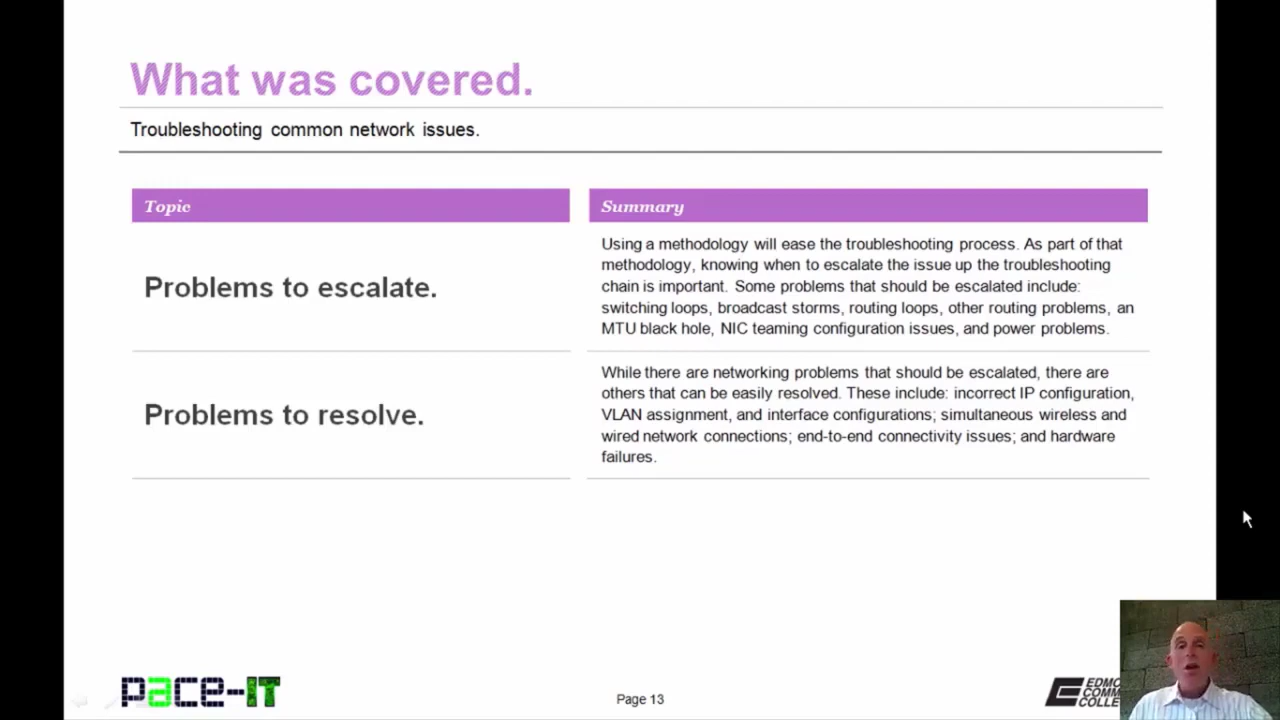 What was covered.
Troubleshooting common network issues.
Topic
Summary
Problems to escalate.
Using a methodology will ease the troubleshooting process. As part of that
methodology, knowing when to escalate the issue up the troubleshooting
chain is important. Some problems that should be escalated include:
switching loops, broadcast storms, routing loops, other routing problems, an
MTU black hole, NIC teaming configuration issues, and power problems.
Problems to resolve.
While there are networking problems that should be escalated, there are
others that can be easily resolved. These include: incorrect IP configuration,
VLAN assignment, and interface configurations; simultaneous wireless and
wired network connections; end-to-end connectivity issues; and hardware
failures.
pace-IT
Page 13